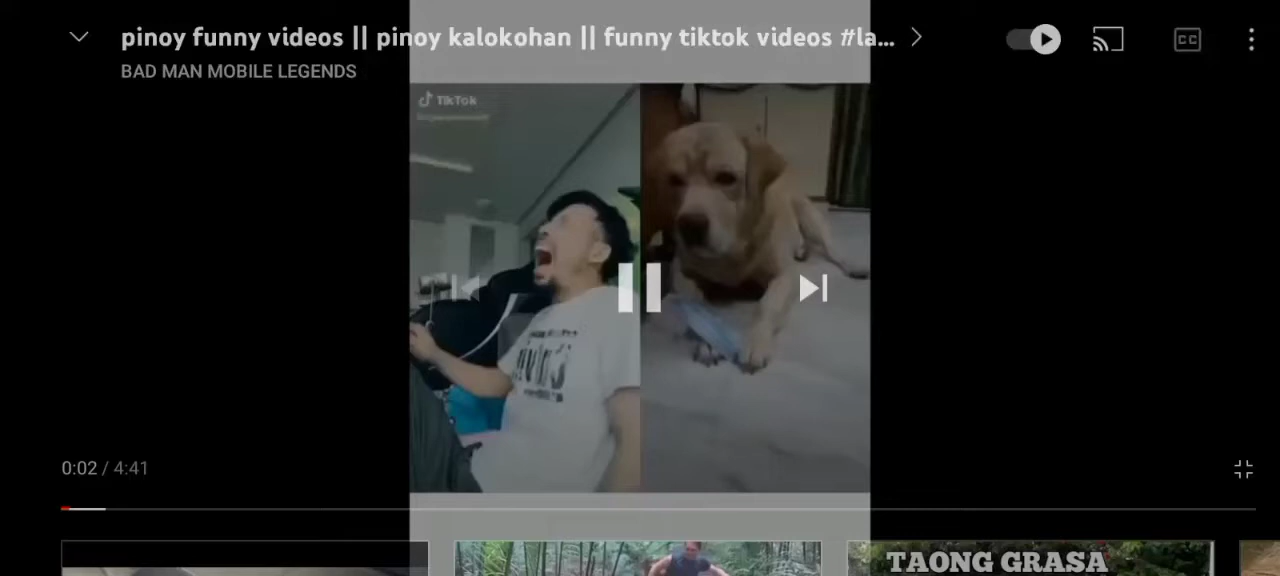 pinoy funny videos || pinoy kalokohan || funny tiktok videos #la...
BAD MAN MOBILE LEGENDS
CC
TikTok
0:02 / 4:41
TAONG GRASA